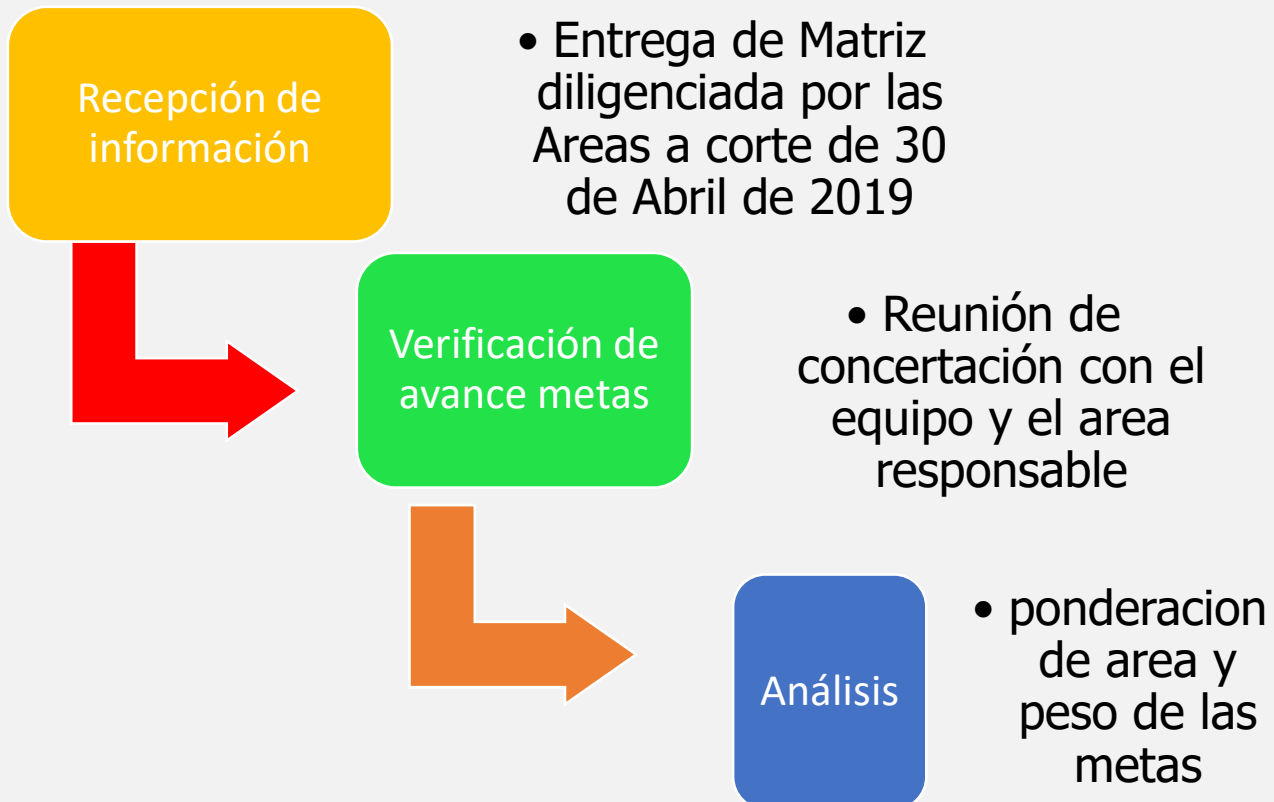 Recepción de
información
• Entrega de Matriz
diligenciada por las
Areas a corte de 30
de Abril de 2019
Verificación de
avance metas
• Reunión de
concertación con el
equipo y el area
responsable
Análisis
• ponderacion
de area y
peso de las
metas